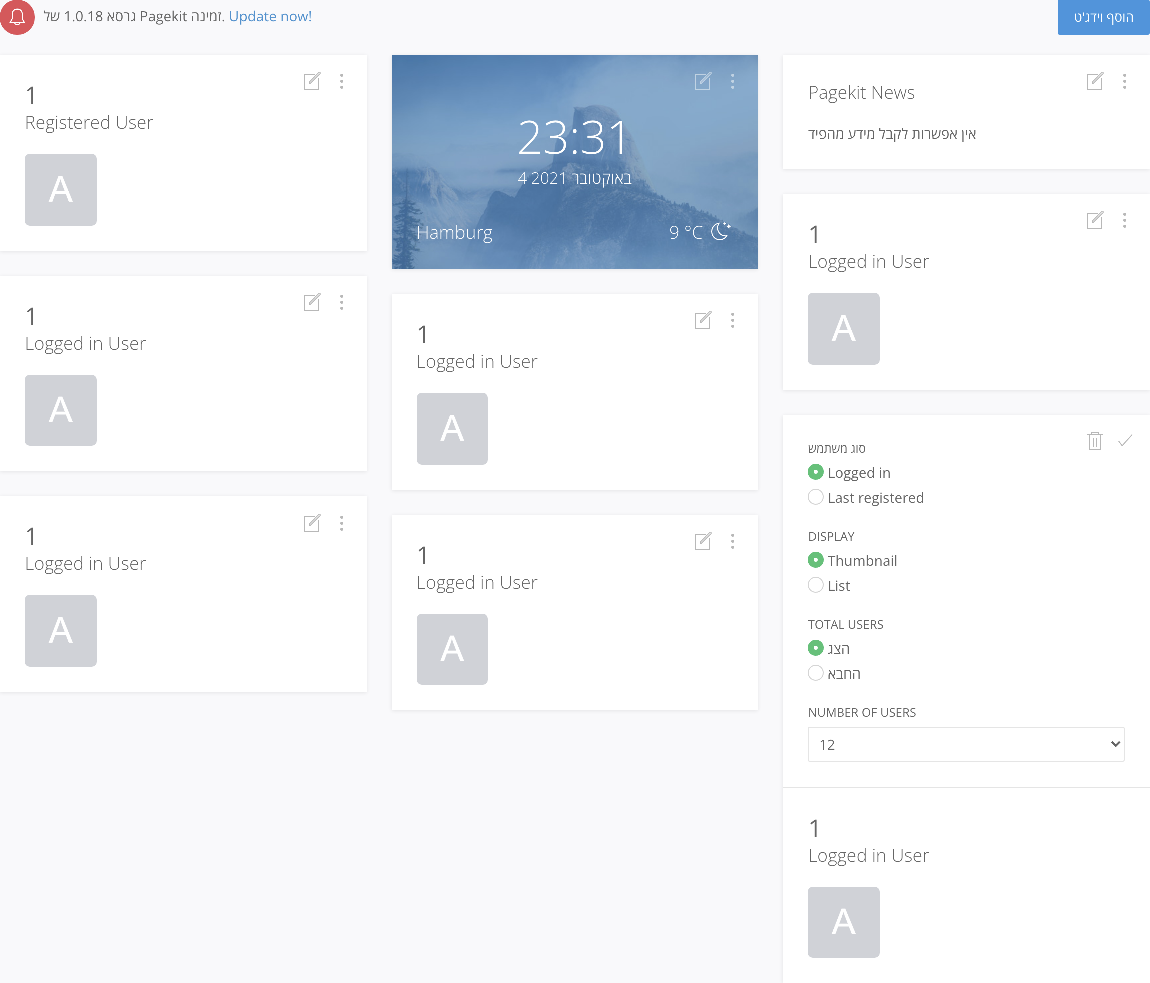 זמינה Pagekit גרסא 1.0.18 של. Update now!
הוסף וידג'ט
1
Registered User
A
1
Logged in User
A
1
Logged in User
A
23:31
4 באוקטובר 2021
Hamburg
9 °C
1
Logged in User
A
1
Logged in User
A
Pagekit News
אין אפשרות לקבל מידע מהפיד
1
Logged in User
A
סוג משתמש
Logged in
Last registered
DISPLAY
Thumbnail
List
TOTAL USERS
הצג
החבא
NUMBER OF USERS
12
1
Logged in User
A